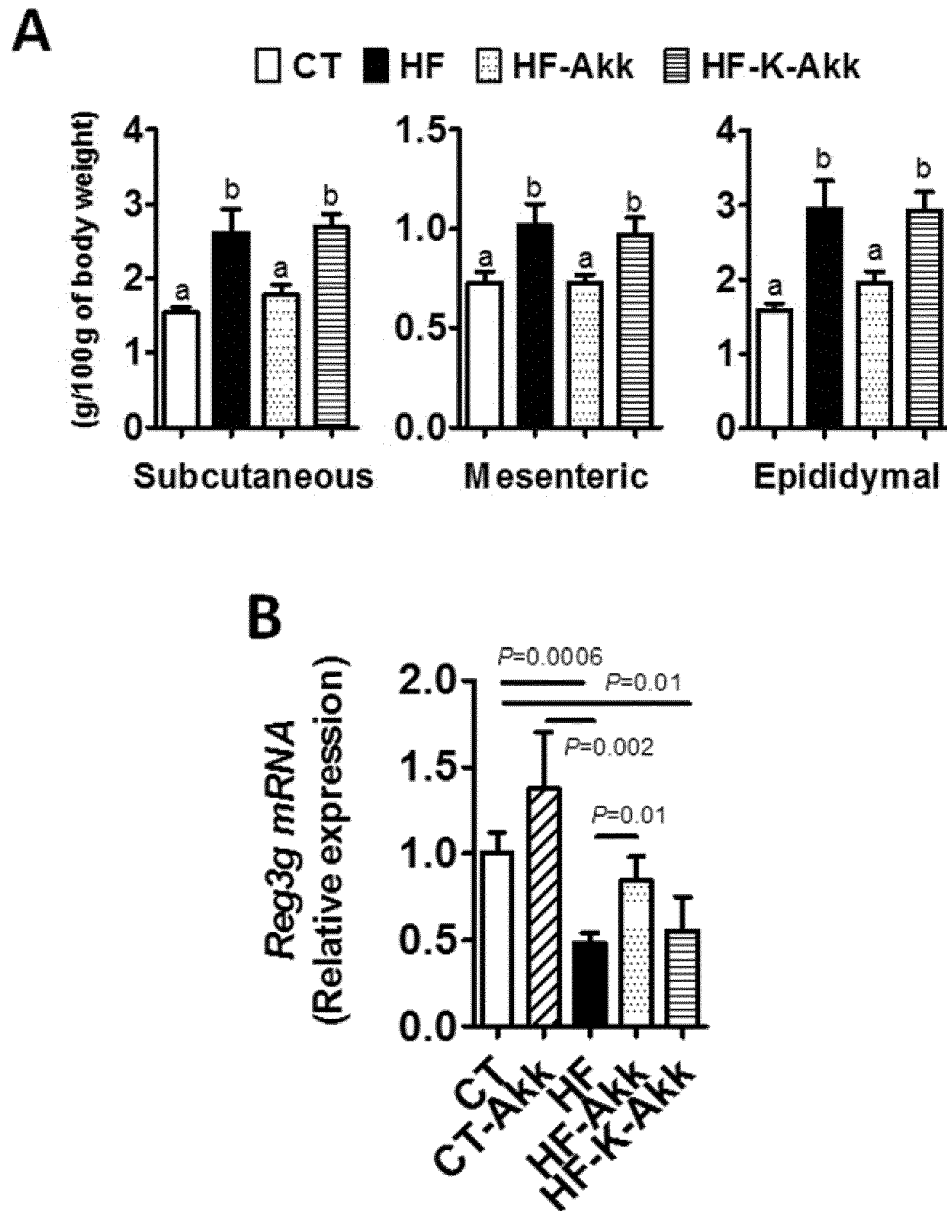 A
CT HF HF-Akk HF-K-Akk
(g/100g of body weight)
4
3
2
1
0
a
b
a
b
Subcutaneous
1.5
1.0
0.5
0.0
a
b
a
b
Mesenteric
4
3
2
1
0
a
b
a
b
Epididymal
B
Reg3g mRNA
(Relative expression)
2.0
1.5
1.0
0.5
0.0
P=0.0006
P=0.01
P=0.002
P=0.01
CT
CT-Akk
HF
HF-Akk
HF-K-Akk